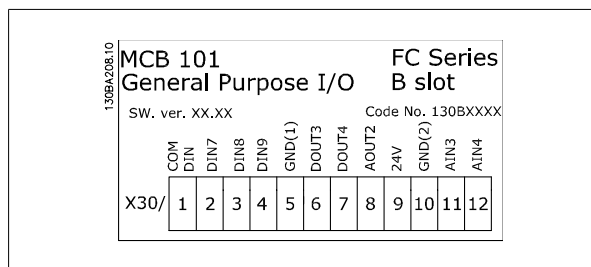 130BA208.10
MCB 101
General Purpose I/O
FC Series
B slot
SW. ver. XX.XX
Code No. 130BXXXX
COM
DIN
DIN7
DIN8
DIN9
GND(1)
DOUT3
DOUT4
AOUT2
24V
GND(2)
AIN3
AIN4
X30/ 1 2 3 4 5 6 7 8 9 10 11 12